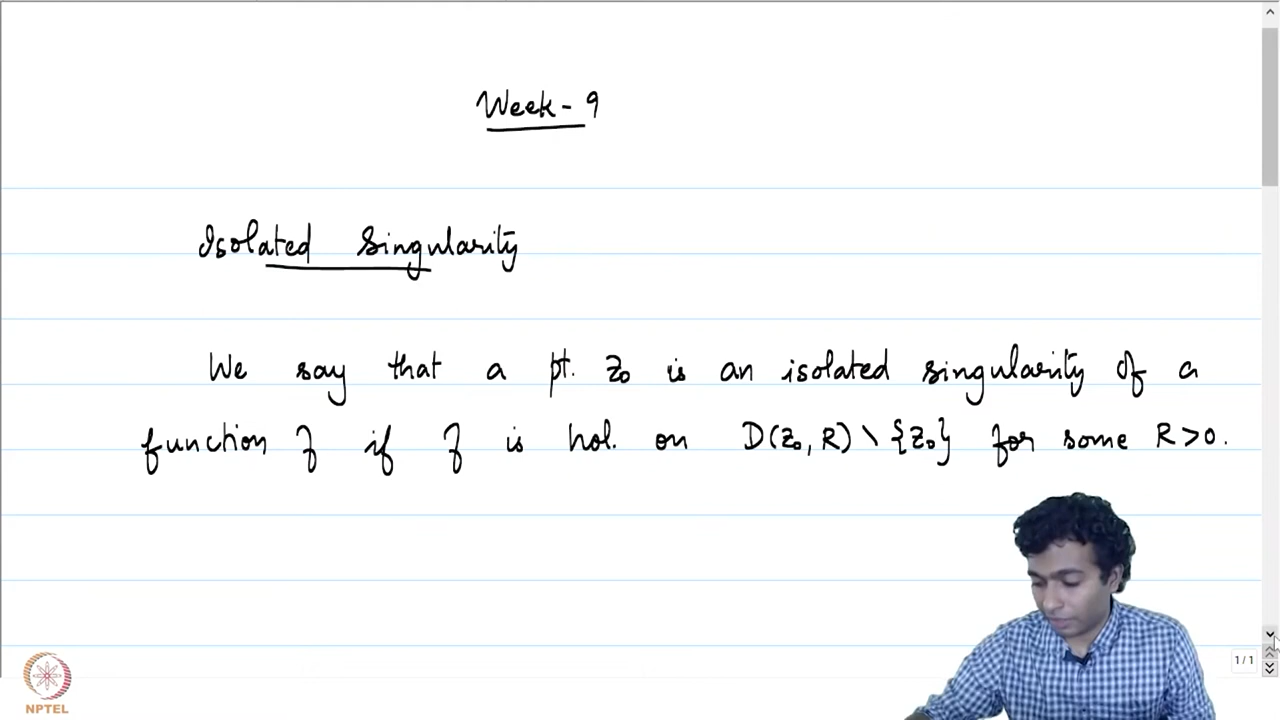 Week - 9
Isolated Singularity
We say that a pt. z₀ is an isolated singularity of a
function f if f is hol. on D(z₀, R) \ {z₀} for some R > 0.
1/1
NPTEL